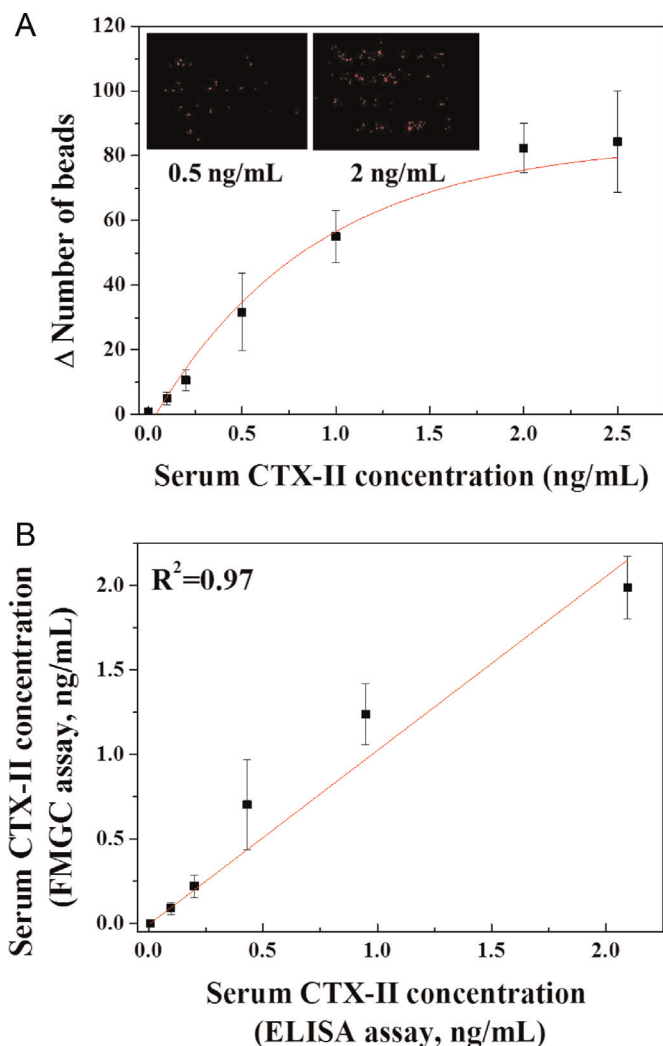 A
120
100
80
60
40
20
0
Δ Number of beads
0.5 ng/mL 2 ng/mL
0.0 0.5 1.0 1.5 2.0 2.5
Serum CTX-II concentration (ng/mL)
B
R²=0.97
2.0
1.5
1.0
0.5
0.0
Serum CTX-II concentration
(FMGC assay, ng/mL)
0.0 0.5 1.0 1.5 2.0
Serum CTX-II concentration
(ELISA assay, ng/mL)